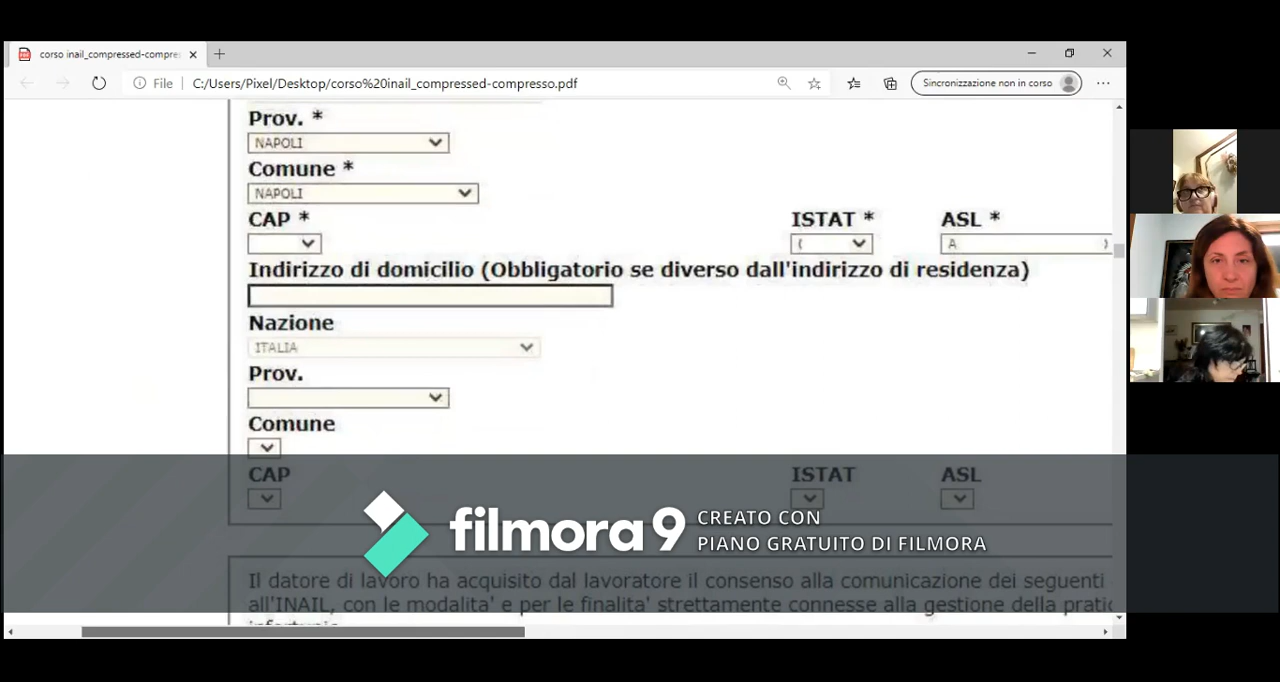 corso inail_compressed-compre
File
C:/Users/Pixel/Desktop/corso%20inail_compressed-compresso.pdf
Sincronizzazione non in corso
Prov. *
NAPOLI
Comune *
NAPOLI
CAP * ISTAT * ASL *
( A )
Indirizzo di domicilio (Obbligatorio se diverso dall'indirizzo di residenza)
Nazione
ITALIA
Prov.
Comune
CAP ISTAT ASL
filmora 9
CREATO CON
PIANO GRATUITO DI FILMORA
Il datore di lavoro ha acquisito dal lavoratore il consenso alla comunicazione dei seguenti
all'INAIL, con le modalita' e per le finalita' strettamente connesse alla gestione della